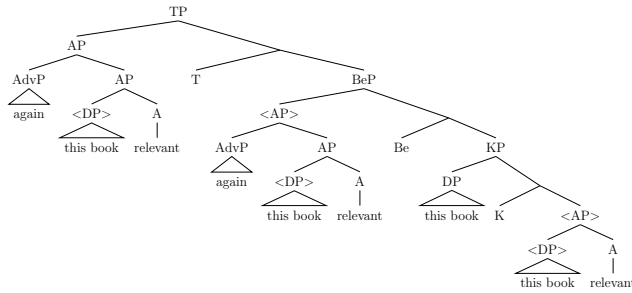 TP
AP
AdvP AP T BeP
again <DP> A <AP>
this book relevant AdvP AP Be KP
again <DP> A DP
this book relevant this book K <AP>
<DP> A
this book relevant